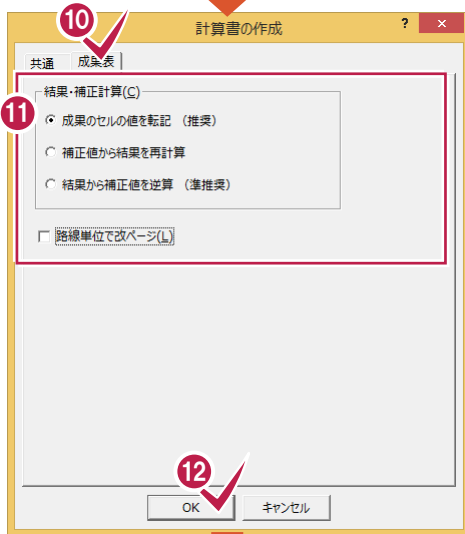 10
計算書の作成
? ×
共通 成果表
11
結果・補正計算(C)
成果のセルの値を転記 (推奨)
補正値から結果を再計算
結果から補正値を逆算 (準推奨)
路線単位で改ページ(L)
12
OK キャンセル